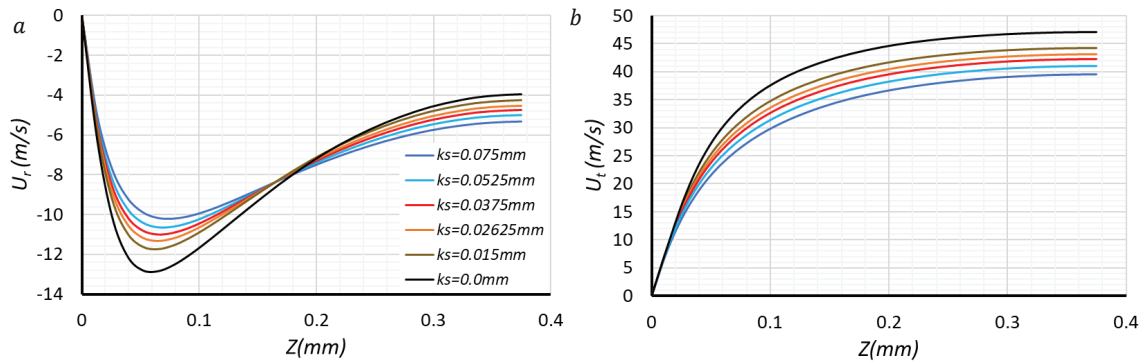 a
0
-2
-4
-6
-8
-10
-12
-14
U_r (m/s)
0 0.1 0.2 0.3 0.4
Z(mm)
ks=0.075mm
ks=0.0525mm
ks=0.0375mm
ks=0.02625mm
ks=0.015mm
ks=0.0mm
b
50
45
40
35
30
25
20
15
10
5
0
U_t (m/s)
0 0.1 0.2 0.3 0.4
Z(mm)